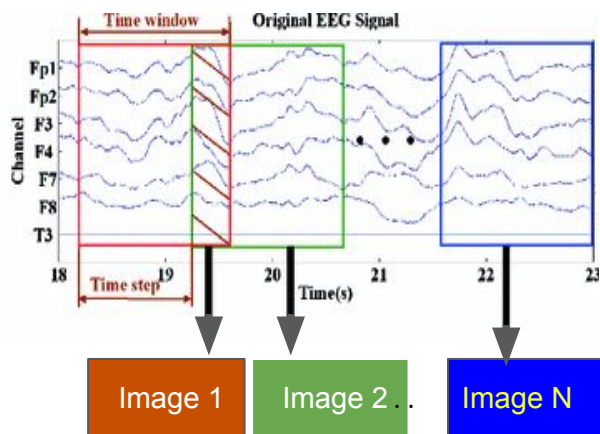 Time window
Original EEG Signal
Fp1
Fp2
F3
F4
F7
F8
T3
Channel
18 19 20 21 22 23
Time step
Time(s)
Image 1
Image 2 . .
Image N